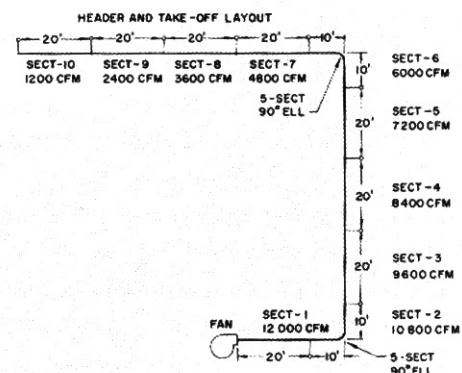 HEADER AND TAKE-OFF LAYOUT
20' 20' 20' 20' 10'
SECT-10 SECT-9 SECT-8 SECT-7
1200 CFM 2400 CFM 3600 CFM 4800 CFM
5-SECT
90° ELL
10'
SECT-6
6000 CFM
20'
SECT-5
7200 CFM
20'
SECT-4
8400 CFM
20'
SECT-3
9600 CFM
10'
SECT-2
10 800 CFM
SECT-1
12 000 CFM
FAN
20' 10'
5-SECT
90° ELL